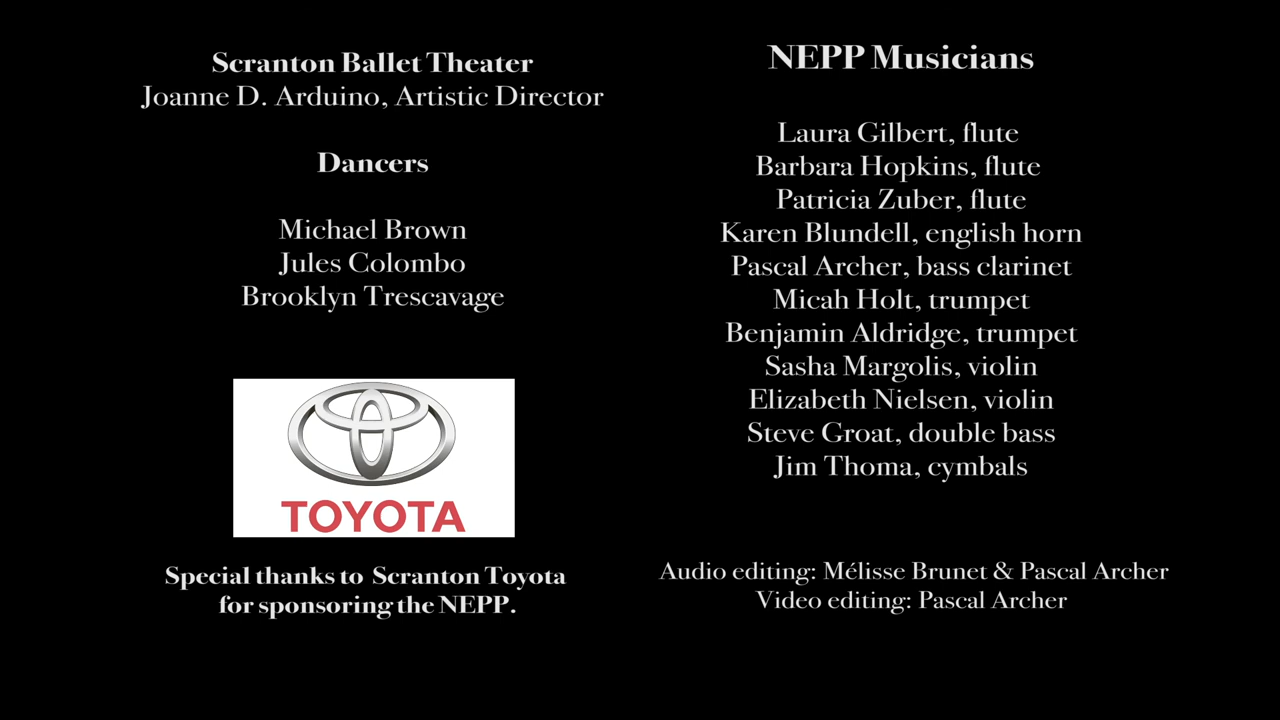 Scranton Ballet Theater
Joanne D. Arduino, Artistic Director
Dancers
Michael Brown
Jules Colombo
Brooklyn Trescavage
TOYOTA
Special thanks to Scranton Toyota
for sponsoring the NEPP.
NEPP Musicians
Laura Gilbert, flute
Barbara Hopkins, flute
Patricia Zuber, flute
Karen Blundell, english horn
Pascal Archer, bass clarinet
Micah Holt, trumpet
Benjamin Aldridge, trumpet
Sasha Margolis, violin
Elizabeth Nielsen, violin
Steve Groat, double bass
Jim Thoma, cymbals
Audio editing: Mélisse Brunet & Pascal Archer
Video editing: Pascal Archer